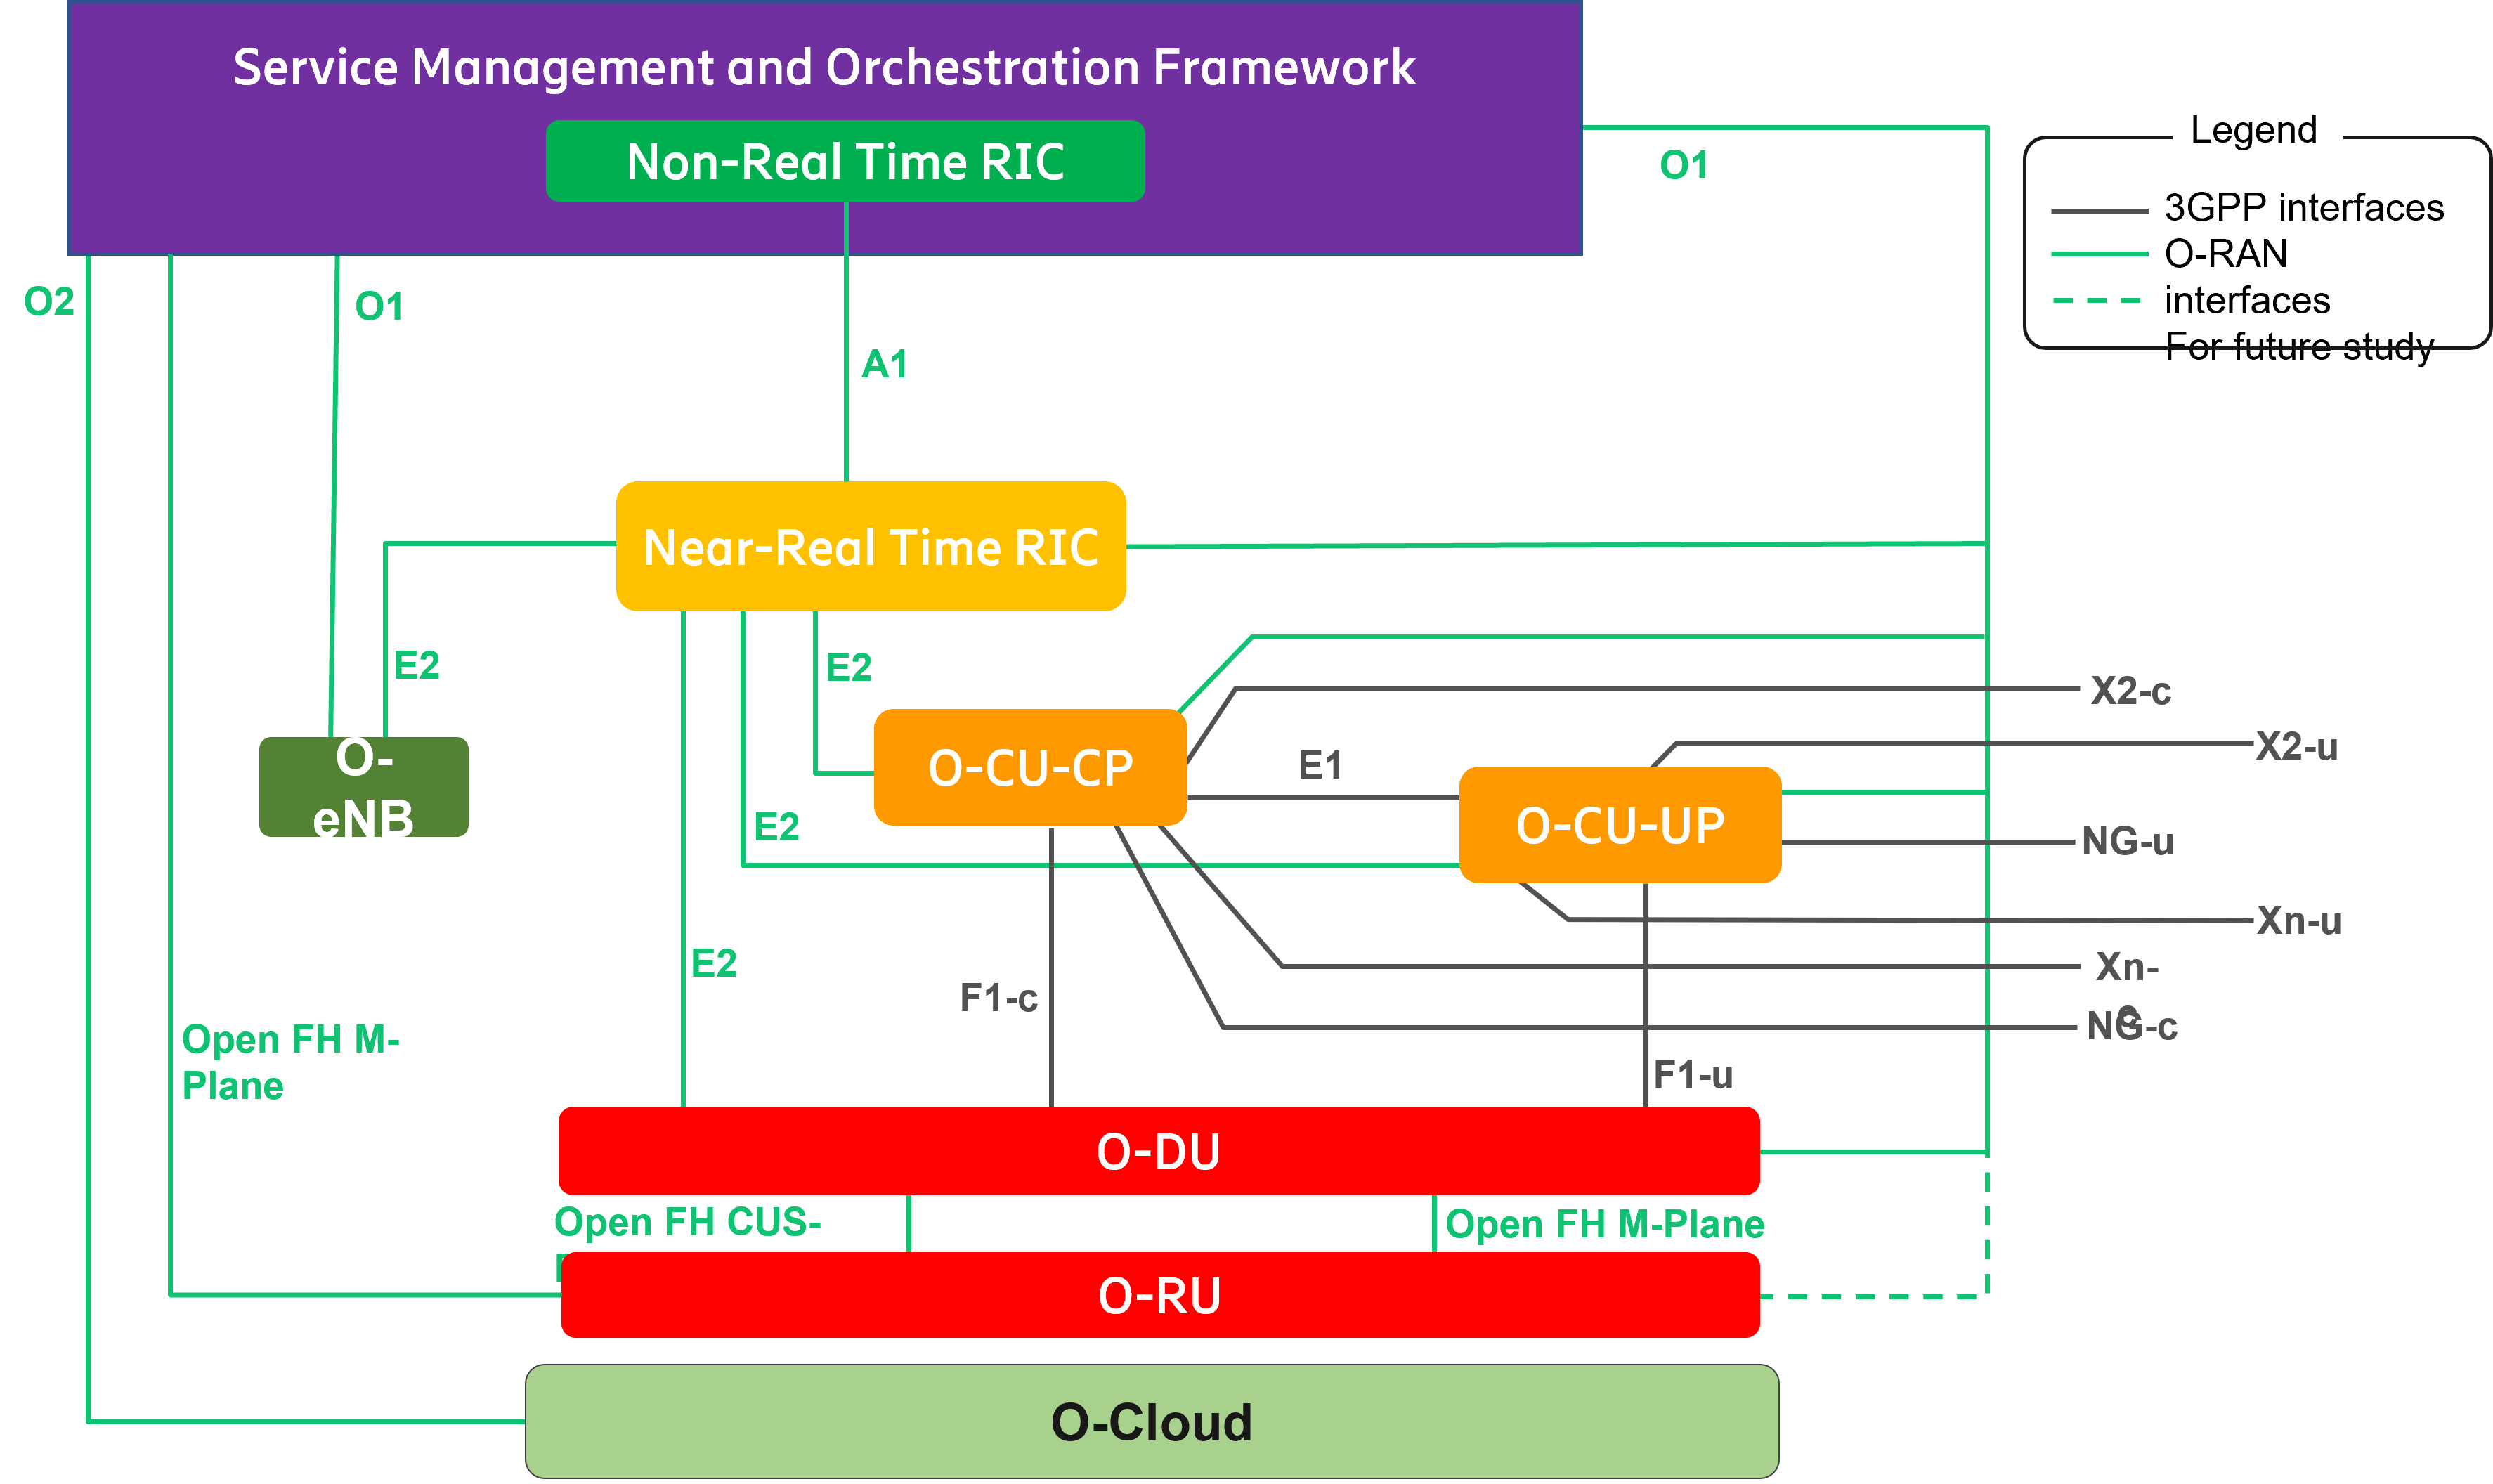 Service Management and Orchestration Framework
Non-Real Time RIC
Legend
3GPP interfaces
O-RAN
interfaces
For future study
O1
O2
O1
A1
Near-Real Time RIC
E2
E2
X2-c
X2-u
O-
eNB
O-CU-CP
E1
O-CU-UP
E2
NG-u
Xn-u
E2
F1-c
Xn-
c
NG-c
Open FH M-
Plane
F1-u
O-DU
Open FH CUS-
Open FH M-Plane
O-RU
O-Cloud